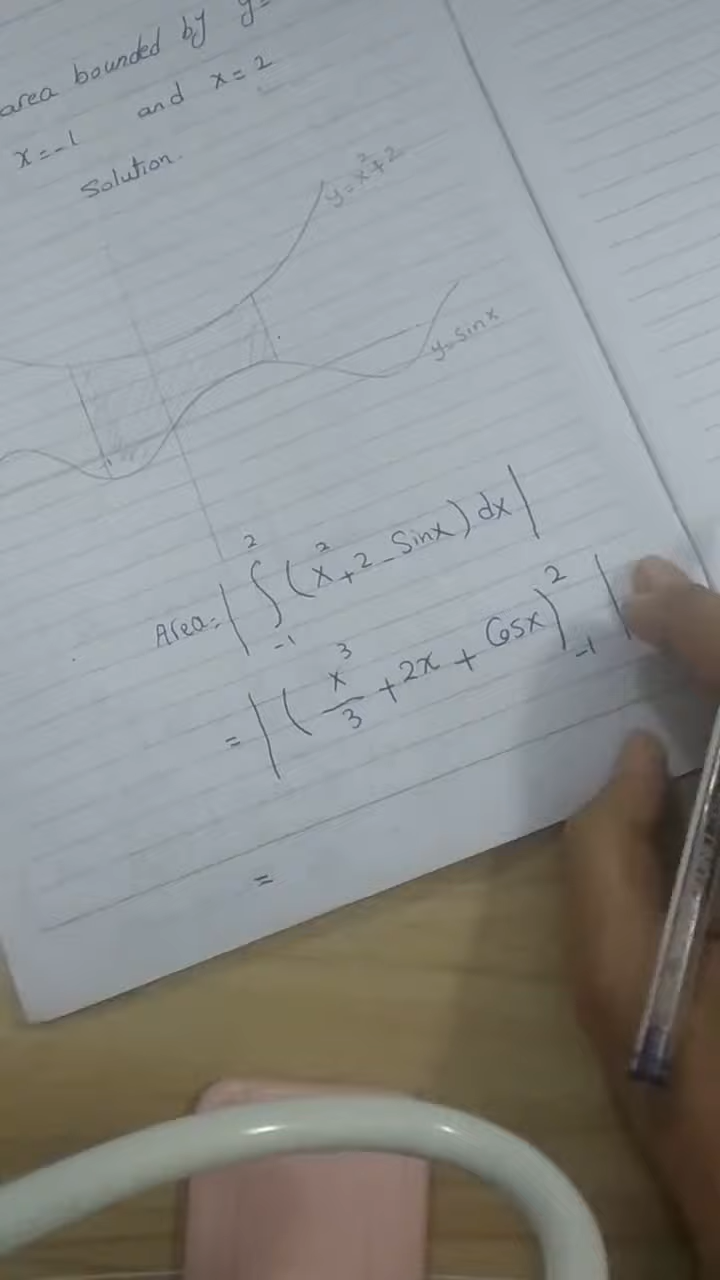 area bounded by y=
x=-1 and x=2
Solution.
y=x²+2
y=sinx
Area=|∫₋₁² (x²+2-Sinx)dx|
=|(x³/3+2x+Cosx)₋₁²|
=